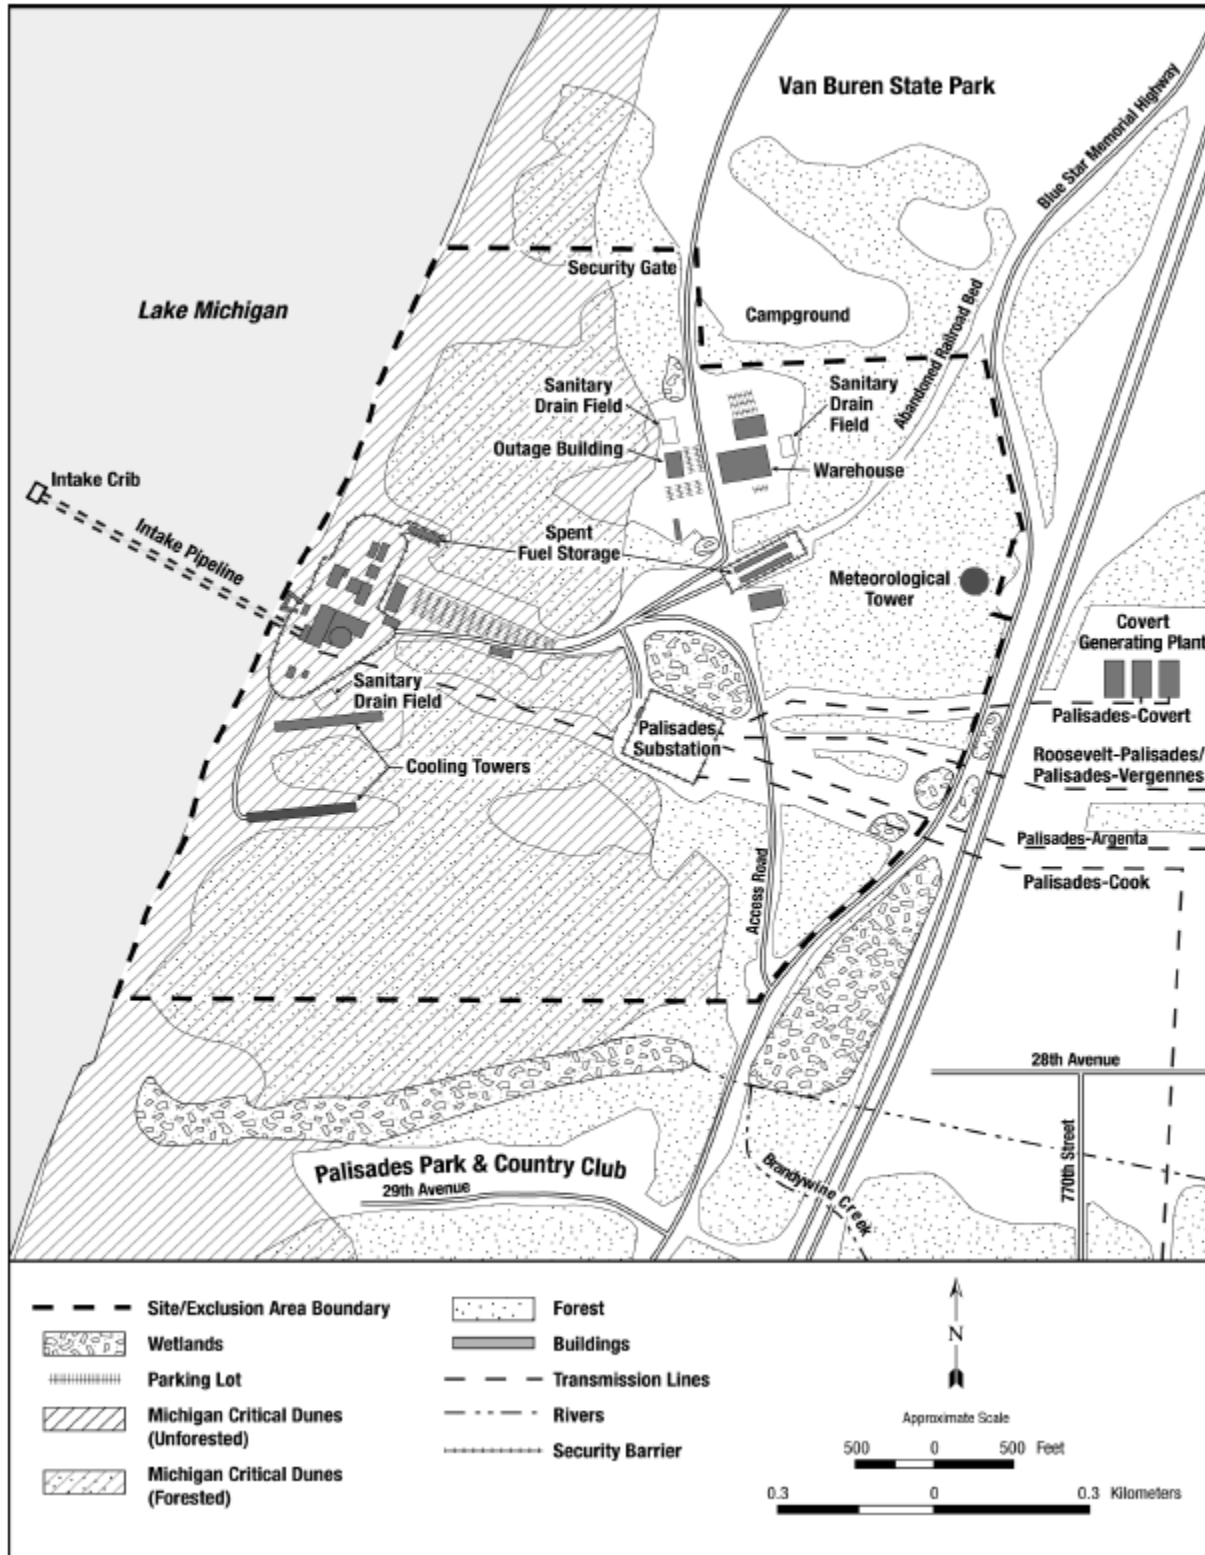 Van Buren State Park
Blue Star Memorial Highway
Security Gate
Lake Michigan
Campground
Abandoned Railroad Bed
Sanitary
Drain Field
Sanitary
Drain
Field
Outage Building
Warehouse
Intake Crib
Intake Pipeline
Spent
Fuel Storage
Meteorological
Tower
Covert
Generating Plant
Sanitary
Drain Field
Palisades
Substation
Palisades-Covert
Cooling Towers
Roosevelt-Palisades/
Palisades-Vergennes
Palisades-Argenta
Access Road
Palisades-Cook
28th Avenue
770th Street
Palisades Park & Country Club
29th Avenue
Brandywine Creek
Site/Exclusion Area Boundary
Wetlands
Parking Lot
Michigan Critical Dunes
(Unforested)
Michigan Critical Dunes
(Forested)
Forest
Buildings
Transmission Lines
Rivers
Security Barrier
N
Approximate Scale
500 0 500 Feet
0.3 0 0.3 Kilometers